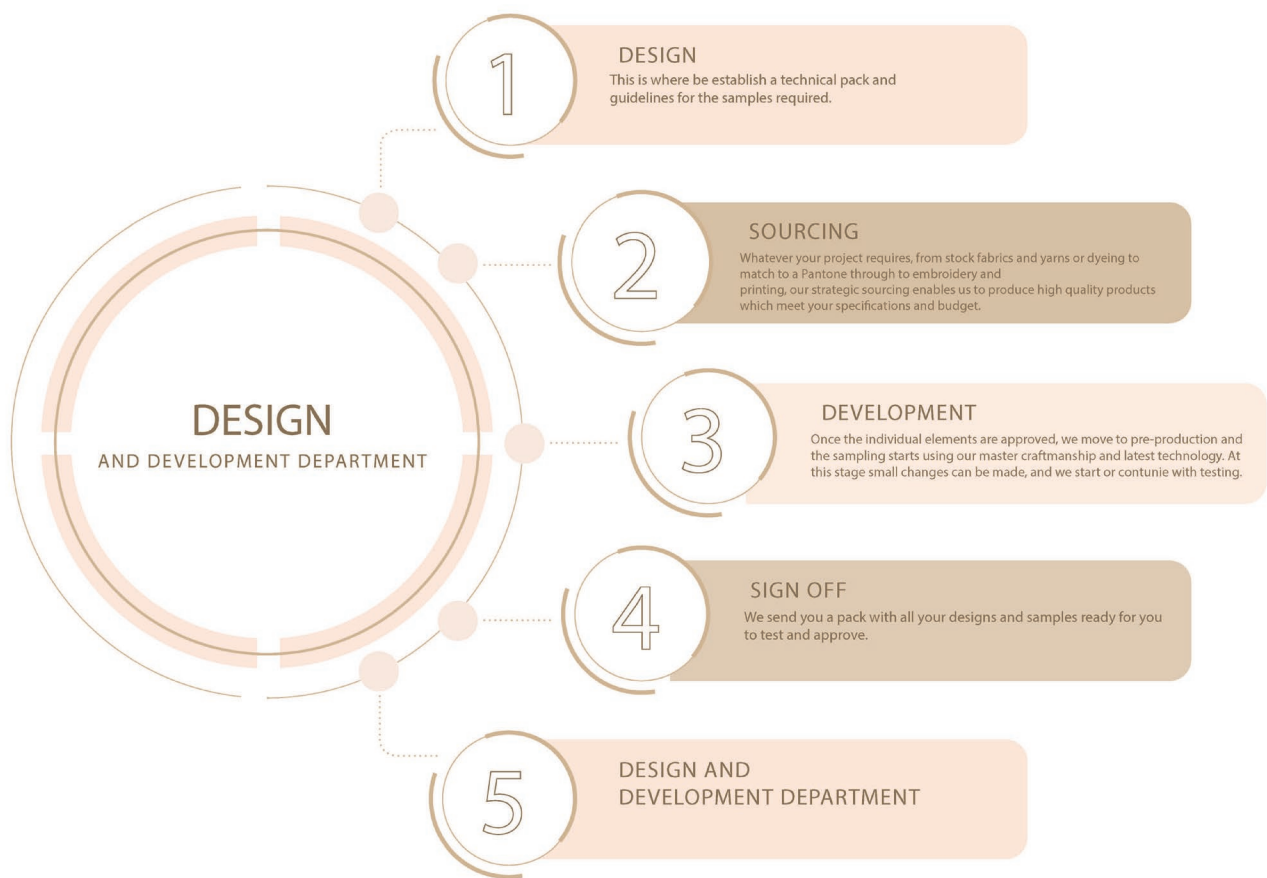 1
DESIGN
This is where be establish a technical pack and
guidelines for the samples required.
2
SOURCING
Whatever your project requires, from stock fabrics and yarns or dyeing to
match to a Pantone through to emboidery and
printing, our strategic sourcing enables us to produce high quality products
which meet your specifications and budget.
DESIGN
AND DEVELOPMENT DEPARTMENT
3
DEVELOPMENT
Once the individual elements are approved, we move to pre-production and
the sampling starts using our master craftmanship and latest technology. At
this stage small changes can be made, and we start or contunie with testing.
4
SIGN OFF
We send you a pack with all your designs and samples ready for you
to test and approve.
5
DESIGN AND
DEVELOPMENT DEPARTMENT